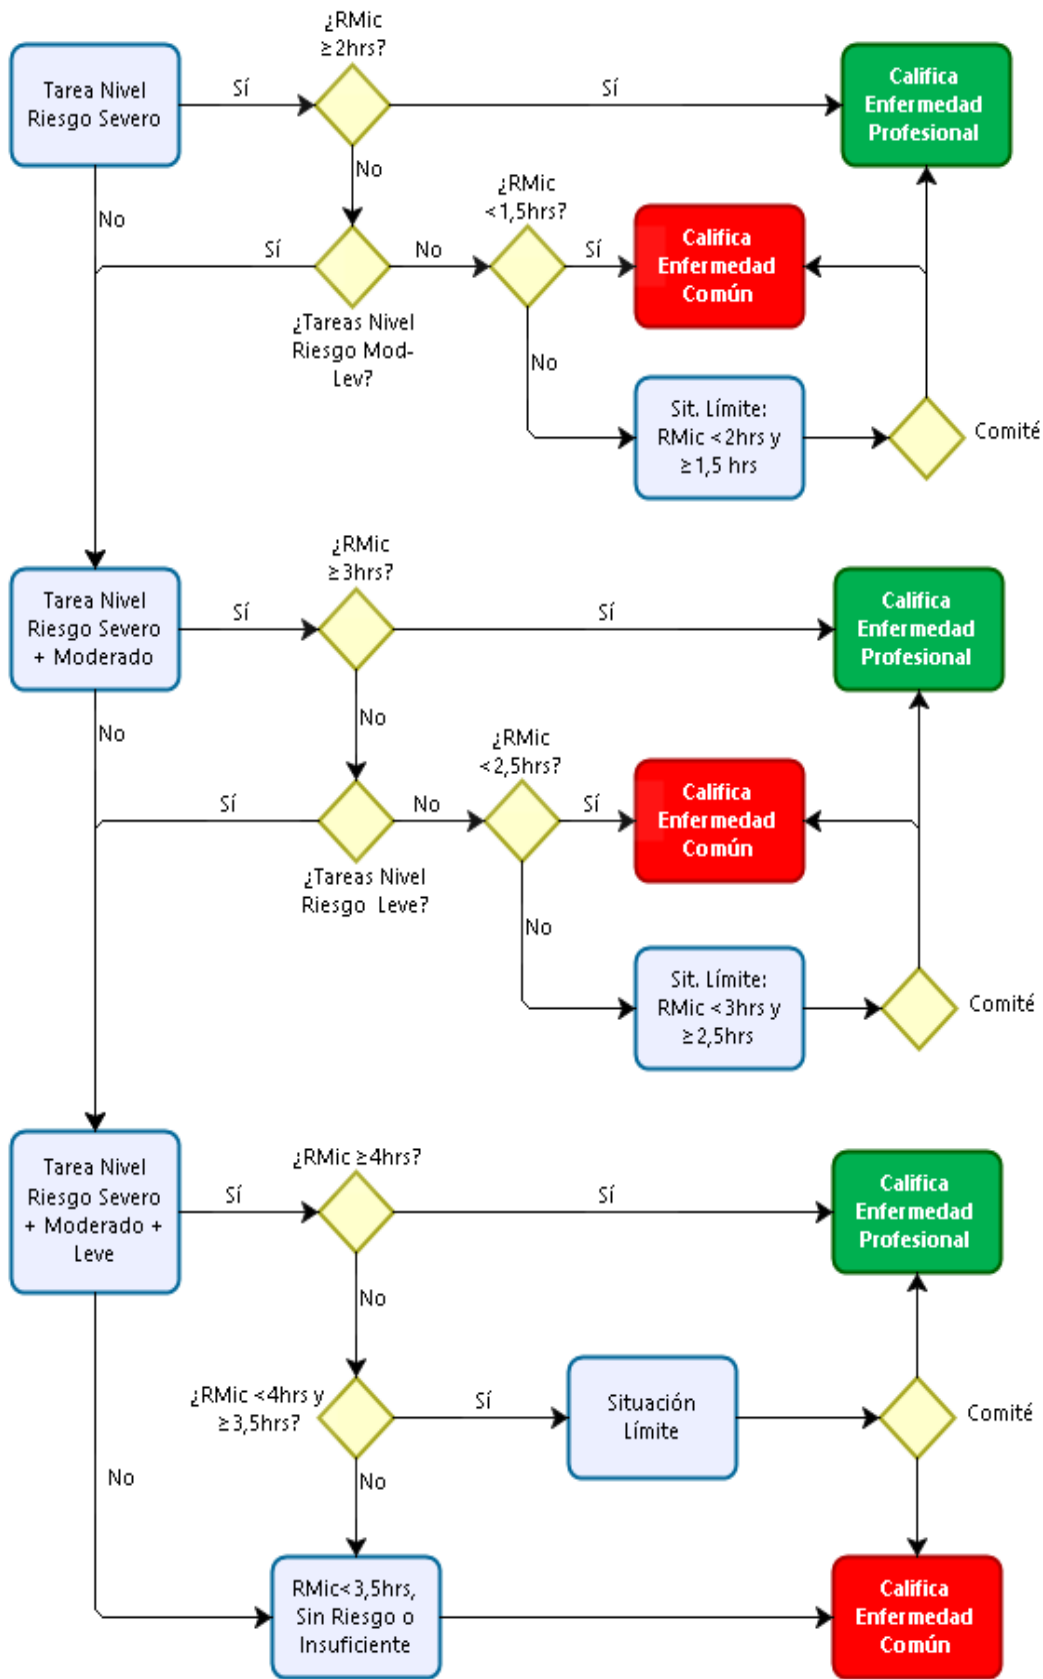 ¿RMic
≥2hrs?
Tarea Nivel
Riesgo Severo
Sí
Sí
Califica
Enfermedad
Profesional
No
No
¿RMic
<1,5hrs?
Sí
No
Sí
Califica
Enfermedad
Común
¿Tareas Nivel
Riesgo Mod-
Lev?
No
Sit. Límite:
RMic <2hrs y
≥1,5 hrs
Comité
¿RMic
≥3hrs?
Tarea Nivel
Riesgo Severo
+ Moderado
Sí
Sí
Califica
Enfermedad
Profesional
No
No
¿RMic
<2,5hrs?
Sí
No
Sí
Califica
Enfermedad
Común
¿Tareas Nivel
Riesgo Leve?
No
Sit. Límite:
RMic <3hrs y
≥2,5hrs
Comité
¿RMic ≥4hrs?
Tarea Nivel
Riesgo Severo
+ Moderado +
Leve
Sí
Sí
Califica
Enfermedad
Profesional
No
¿RMic <4hrs y
≥3,5hrs?
Sí
Situación
Límite
Comité
No
No
RMic<3,5hrs,
Sin Riesgo o
Insuficiente
Califica
Enfermedad
Común